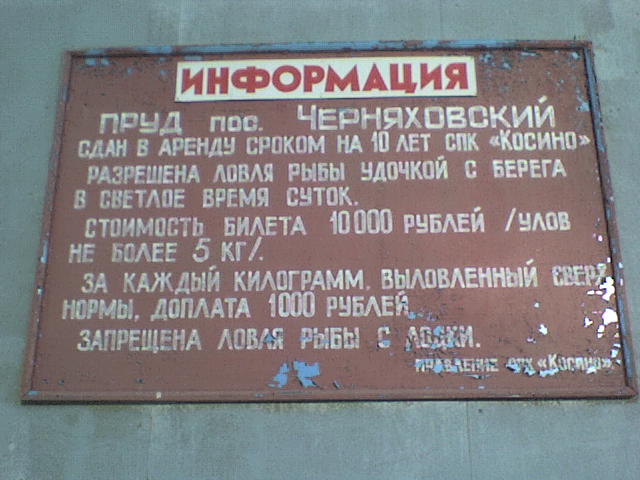 ИНФОРМАЦИЯ
ПРУД пос. ЧЕРНЯХОВСКИЙ
СДАН В АРЕНДУ СРОКОМ НА 10 ЛЕТ СПК «КОСИНО»
РАЗРЕШЕНА ЛОВЛЯ РЫБЫ УДОЧКОЙ С БЕРЕГА
В СВЕТЛОЕ ВРЕМЯ СУТОК.
СТОИМОСТЬ БИЛЕТА 10 000 РУБЛЕЙ /УЛОВ
НЕ БОЛЕЕ 5 КГ/.
ЗА КАЖДЫЙ КИЛОГРАММ, ВЫЛОВЛЕННЫЙ СВЕРХ
НОРМЫ, ДОПЛАТА 1000 РУБЛЕЙ.
ЗАПРЕЩЕНА ЛОВЛЯ РЫБЫ С ЛОДКИ.
ПРАВЛЕНИЕ СПК «КОСИНО»